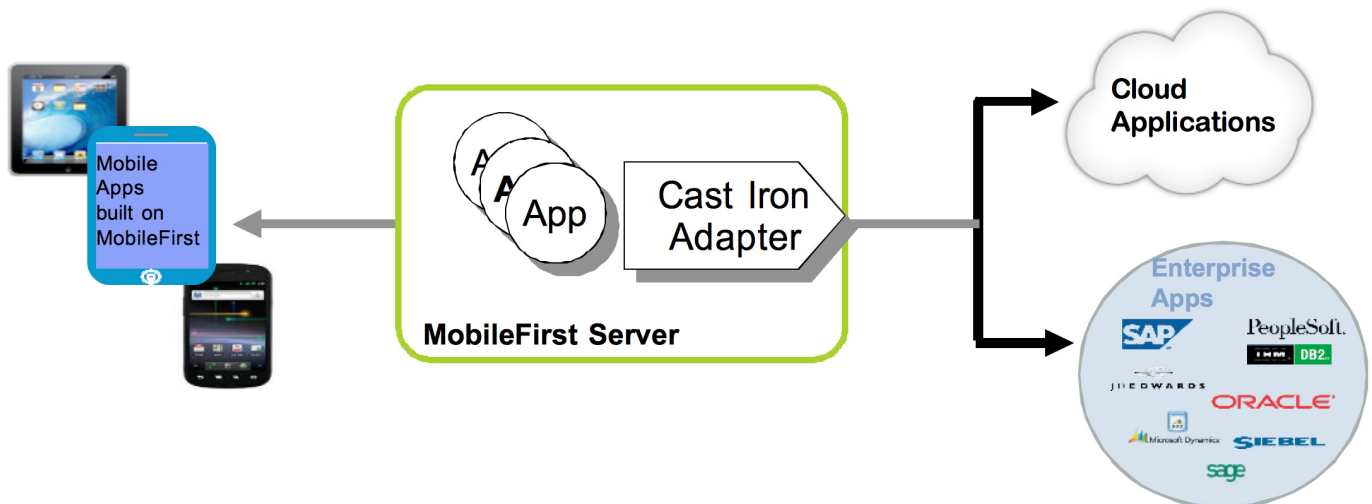 Mobile
Apps
built on
MobileFirst
A
A
App
Cast Iron
Adapter
MobileFirst Server
Cloud
Applications
Enterprise
Apps
SAP
PeopleSoft.
IBM DB2
JDEDWARDS
ORACLE
Microsoft Dynamics
SIEBEL
sage